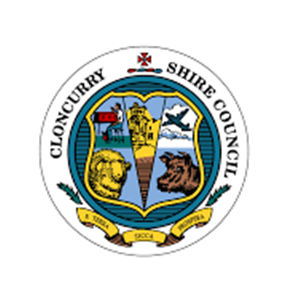 CLONCURRY SHIRE COUNCIL
E TERRA SICCA PROSPERA